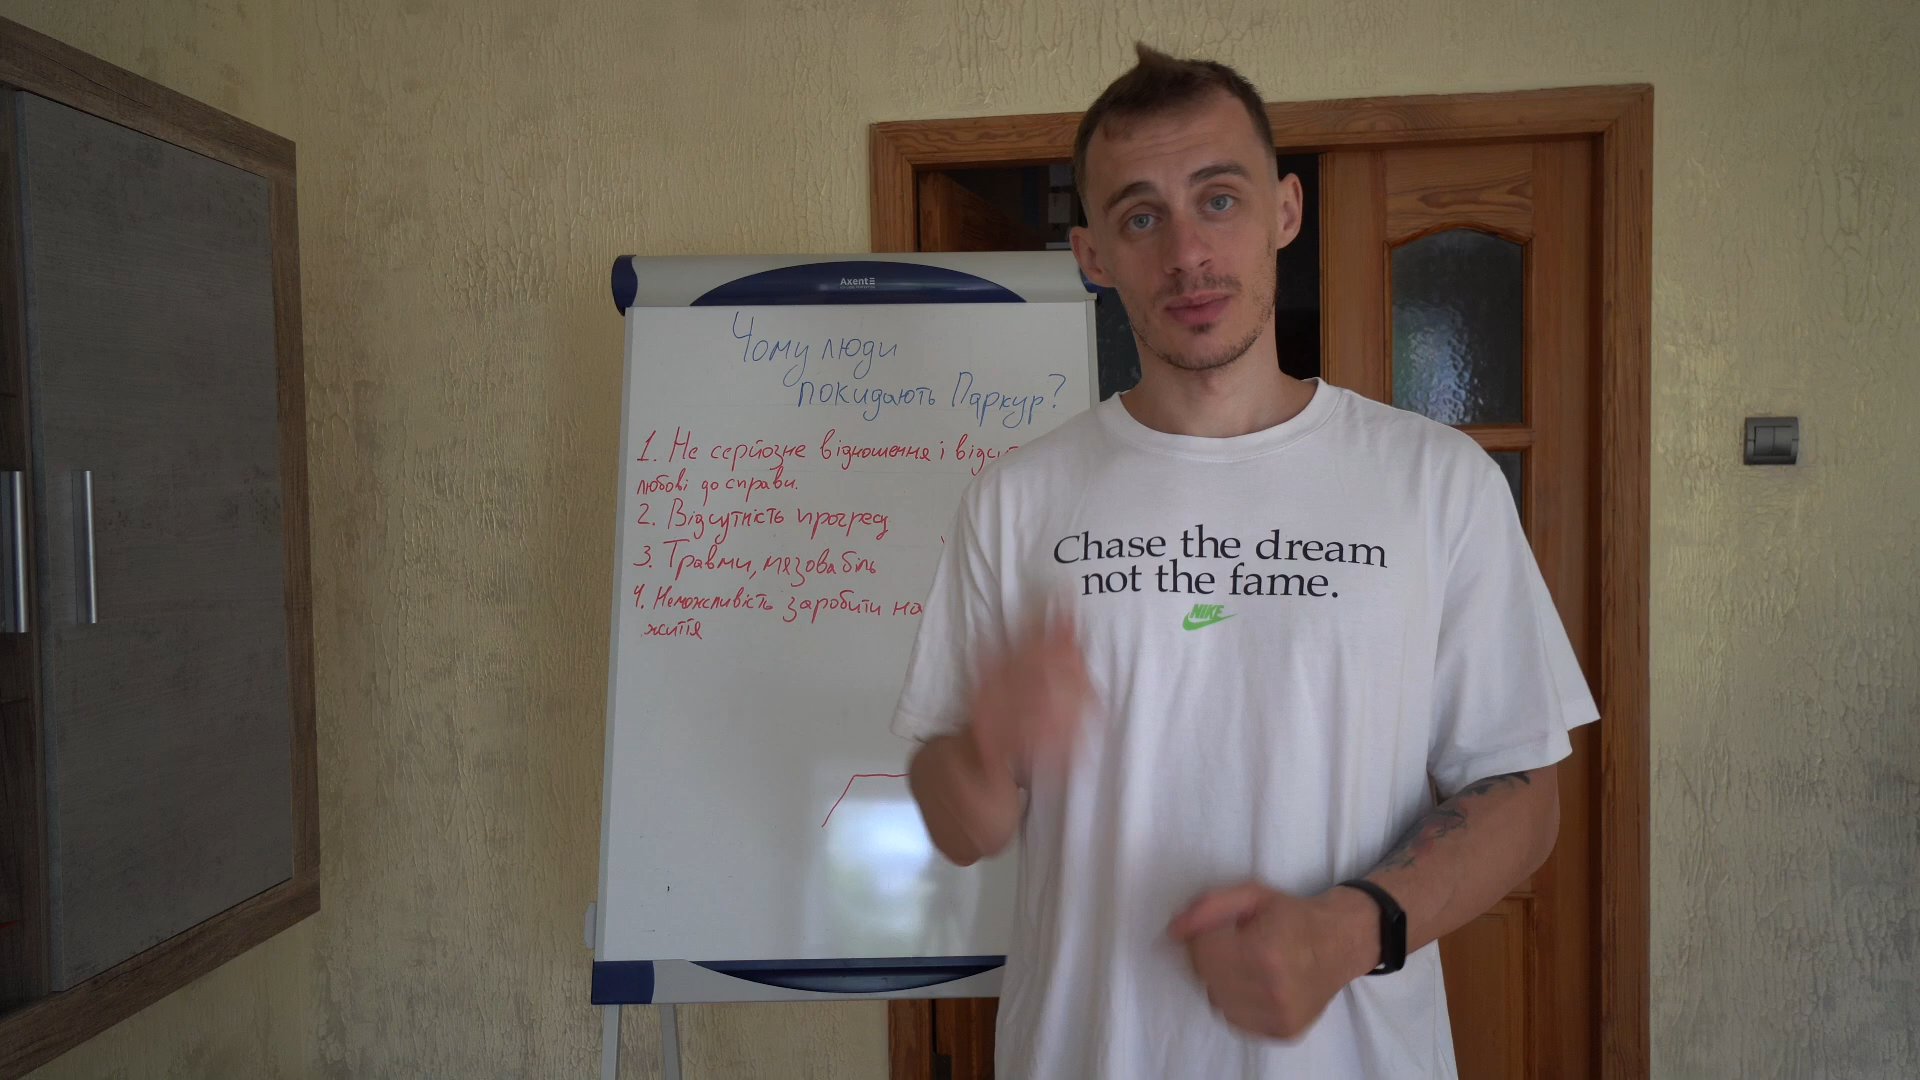 Axent
Чому люди
покидають Паркур?
1. Не серйозне відношення і відсут
любові до справи.
2. Відсутність прогресу
3. Травми, мязова біль
4. Неможливість заробити на
життя
Chase the dream
not the fame.
NIKE